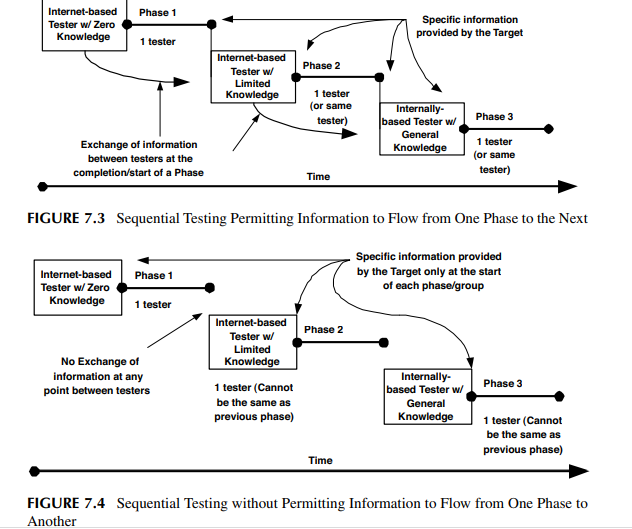 Internet-based
Tester w/ Zero
Knowledge
Phase 1
1 tester
Specific information
provided by the Target
Internet-based
Tester w/
Limited
Knowledge
Phase 2
1 tester
(or same
tester)
Internally-
based Tester w/
General
Knowledge
Phase 3
1 tester
(or same
tester)
Exchange of information
between testers at the
completion/start of a Phase
Time
FIGURE 7.3 Sequential Testing Permitting Information to Flow from One Phase to the Next
Specific information provided
by the Target only at the start
of each phase/group
Internet-based
Tester w/ Zero
Knowledge
Phase 1
1 tester
Internet-based
Tester w/
Limited
Knowledge
Phase 2
No Exchange of
information at any
point between testers
1 tester (Cannot
be the same as
previous phase)
Internally-
based Tester w/
General
Knowledge
Phase 3
1 tester (Cannot
be the same as
previous phase)
Time
FIGURE 7.4 Sequential Testing without Permitting Information to Flow from One Phase to
Another